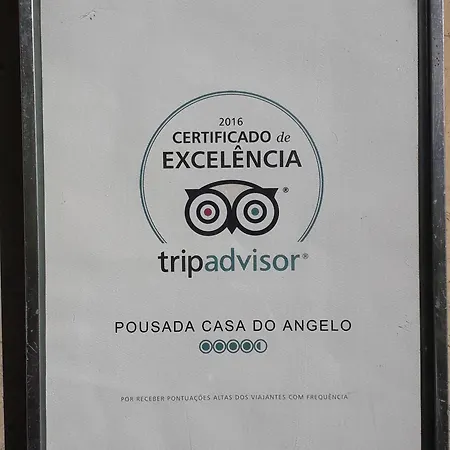 2016
CERTIFICADO de
EXCELÊNCIA
®
tripadvisor®
POUSADA CASA DO ANGELO
POR RECEBER PONTUAÇÕES ALTAS DOS VIAJANTES COM FREQUÊNCIA